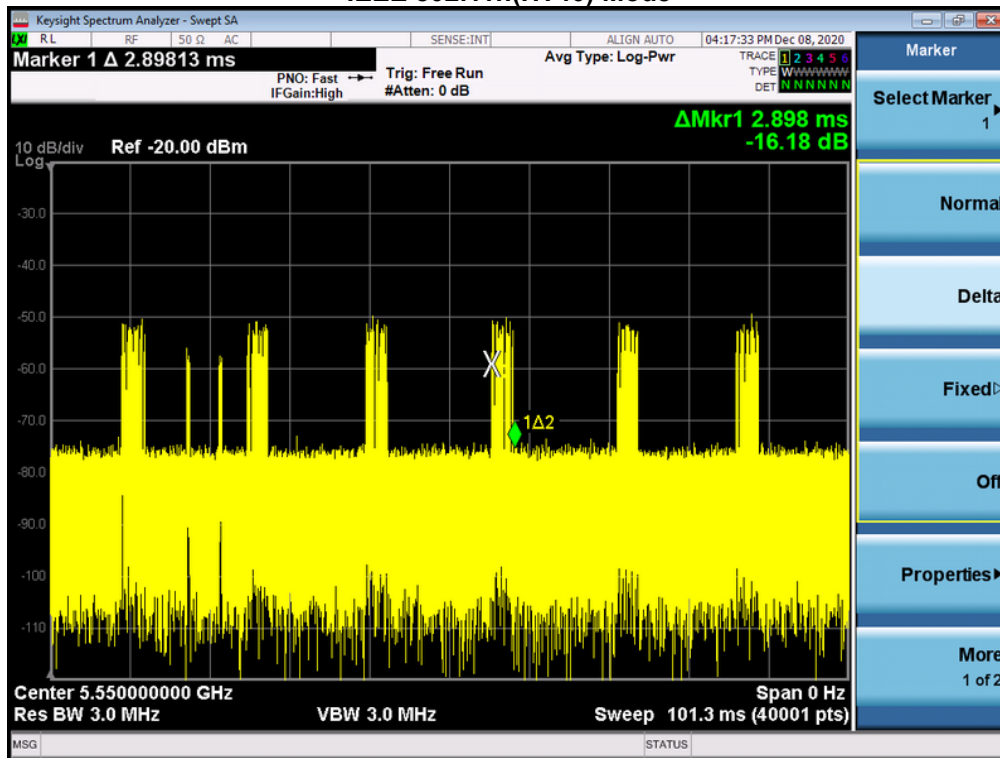 Keysight Spectrum Analyzer - Swept SA
LXI RL RF 50 Ω AC SENSE:INT ALIGN AUTO 04:17:33 PM Dec 08, 2020
Marker 1 Δ 2.89813 ms
PNO: Fast
IFGain:High
Trig: Free Run
#Atten: 0 dB
Avg Type: Log-Pwr
TRACE 1 2 3 4 5 6
TYPE W
DET N N N N N N
ΔMkr1 2.898 ms
-16.18 dB
10 dB/div Ref -20.00 dBm
Log
-30.0
-40.0
-50.0
-60.0
-70.0
-80.0
-90.0
-100
-110
1Δ2
Center 5.550000000 GHz Span 0 Hz
Res BW 3.0 MHz VBW 3.0 MHz Sweep 101.3 ms (40001 pts)
MSG STATUS
Marker
Select Marker
1
Normal
Delta
Fixed
Off
Properties
More
1 of 2